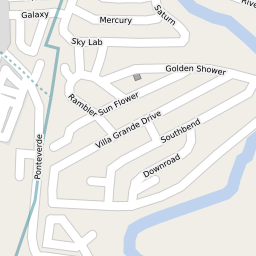 Galaxy
Mercury
Saturn
Sky Lab
Golden Shower
Rambler
Sun Flower
Villa Grande Drive
Southbend
Downroad
Ponteverde